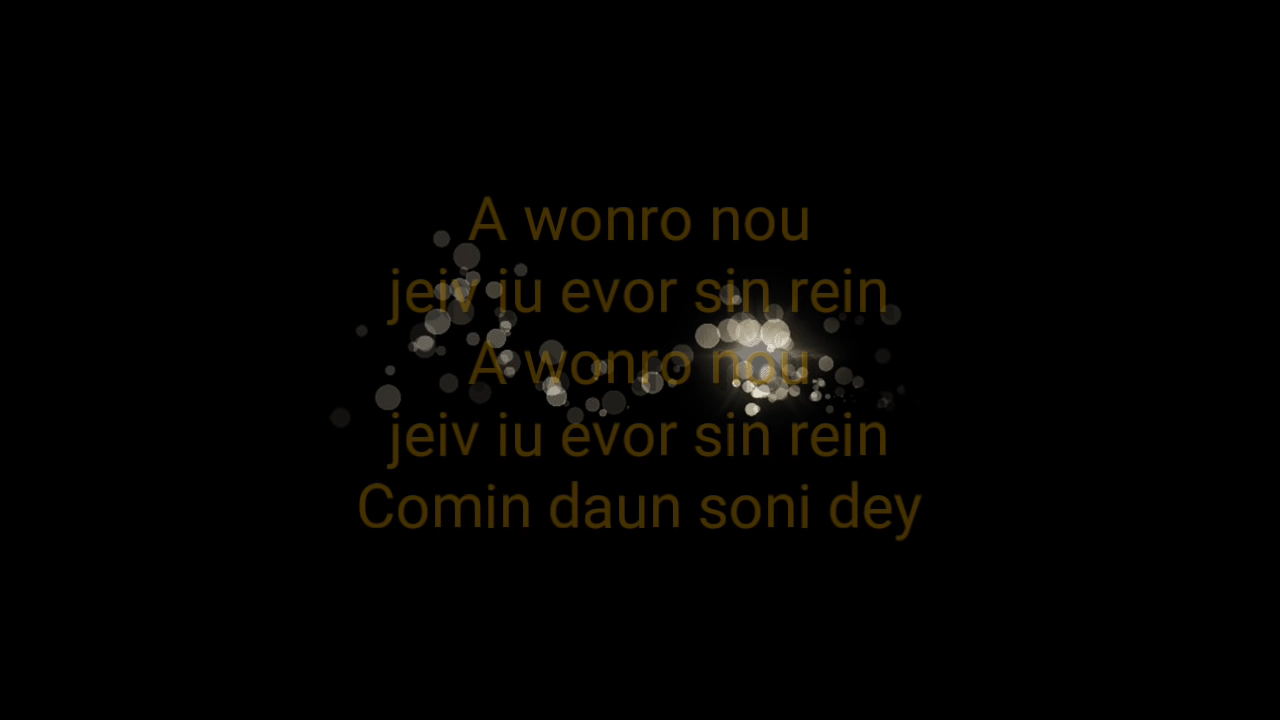 A wonro nou
jeiv iu evor sin rein
A wonro nou
jeiv iu evor sin rein
Comin daun soni dey